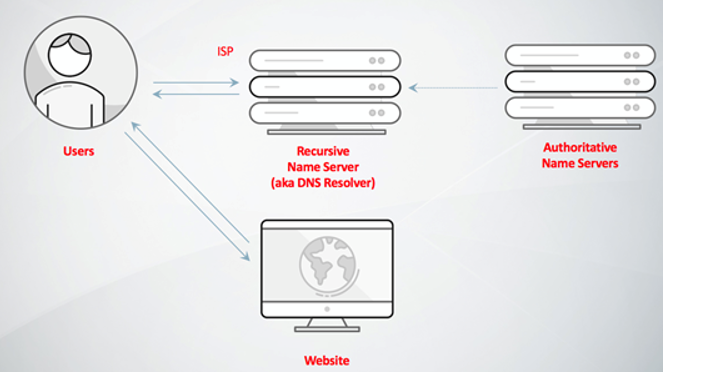 ISP
Users
Recursive
Name Server
(aka DNS Resolver)
Authoritative
Name Servers
Website